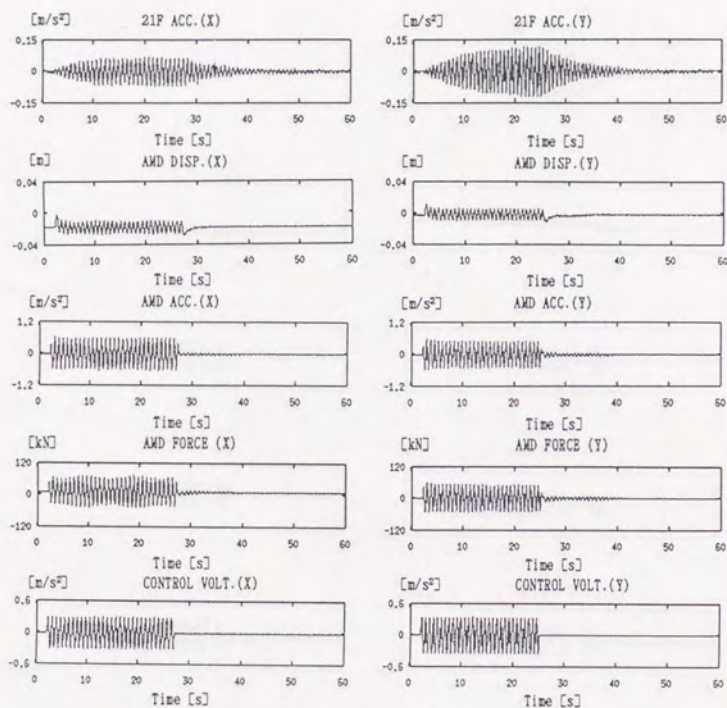 [m/s²] 21F ACC.(X)
0.15
0
-0.15
0 10 20 30 40 50 60
Time [s]
[m] AMD DISP.(X)
0.04
0
-0.04
0 10 20 30 40 50 60
Time [s]
[m/s²] AMD ACC.(X)
1.2
0
-1.2
0 10 20 30 40 50 60
Time [s]
[kN] AMD FORCE (X)
120
0
-120
0 10 20 30 40 50 60
Time [s]
[m/s²] CONTROL VOLT.(X)
0.6
0
-0.6
0 10 20 30 40 50 60
Time [s]
[m/s²] 21F ACC.(Y)
0.15
0
-0.15
0 10 20 30 40 50 60
Time [s]
[m] AMD DISP.(Y)
0.04
0
-0.04
0 10 20 30 40 50 60
Time [s]
[m/s²] AMD ACC.(Y)
1.2
0
-1.2
0 10 20 30 40 50 60
Time [s]
[kN] AMD FORCE (Y)
120
0
-120
0 10 20 30 40 50 60
Time [s]
[m/s²] CONTROL VOLT.(Y)
0.6
0
-0.6
0 10 20 30 40 50 60
Time [s]